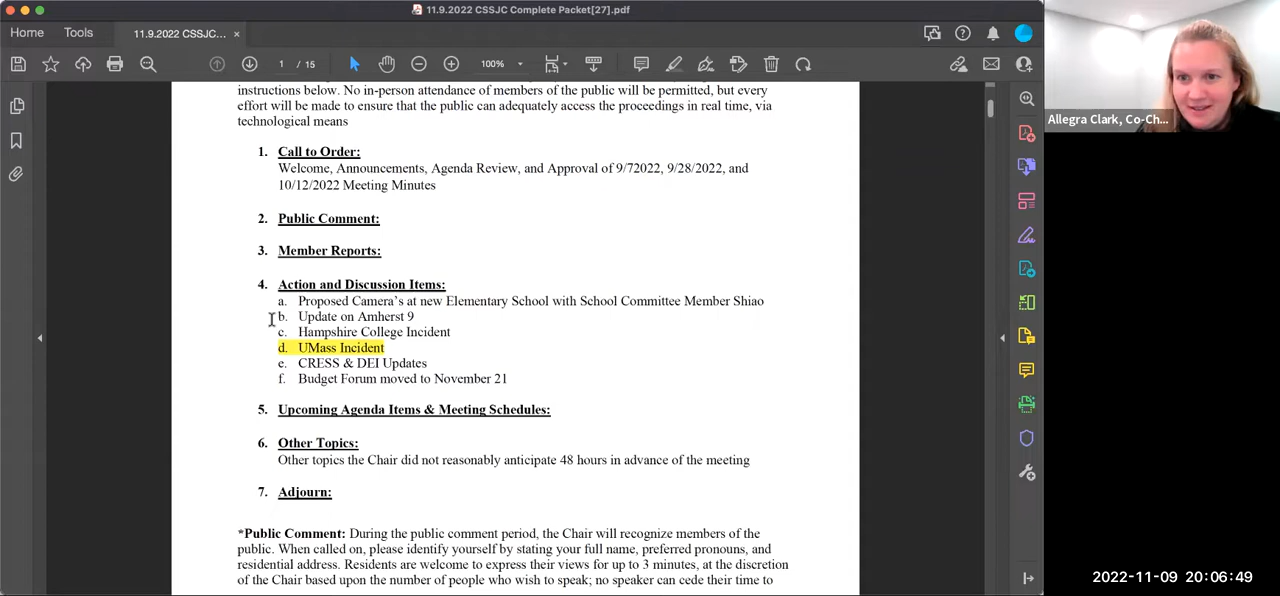 11.9.2022 CSSJC Complete Packet[27].pdf
Home
Tools
11.9.2022 CSSJC...
×
1 / 15
100%
instructions below. No in-person attendance of members of the public will be permitted, but every
effort will be made to ensure that the public can adequately access the proceedings in real time, via
technological means
1. Call to Order:
Welcome, Announcements, Agenda Review, and Approval of 9/72022, 9/28/2022, and
10/12/2022 Meeting Minutes
2. Public Comment:
3. Member Reports:
4. Action and Discussion Items:
a. Proposed Camera's at new Elementary School with School Committee Member Shiao
b. Update on Amherst 9
c. Hampshire College Incident
d. UMass Incident
e. CRESS & DEI Updates
f. Budget Forum moved to November 21
5. Upcoming Agenda Items & Meeting Schedules:
6. Other Topics:
Other topics the Chair did not reasonably anticipate 48 hours in advance of the meeting
7. Adjourn:
*Public Comment: During the public comment period, the Chair will recognize members of the
public. When called on, please identify yourself by stating your full name, preferred pronouns, and
residential address. Residents are welcome to express their views for up to 3 minutes, at the discretion
of the Chair based upon the number of people who wish to speak; no speaker can cede their time to
Allegra Clark, Co-Ch...
2022-11-09 20:06:49